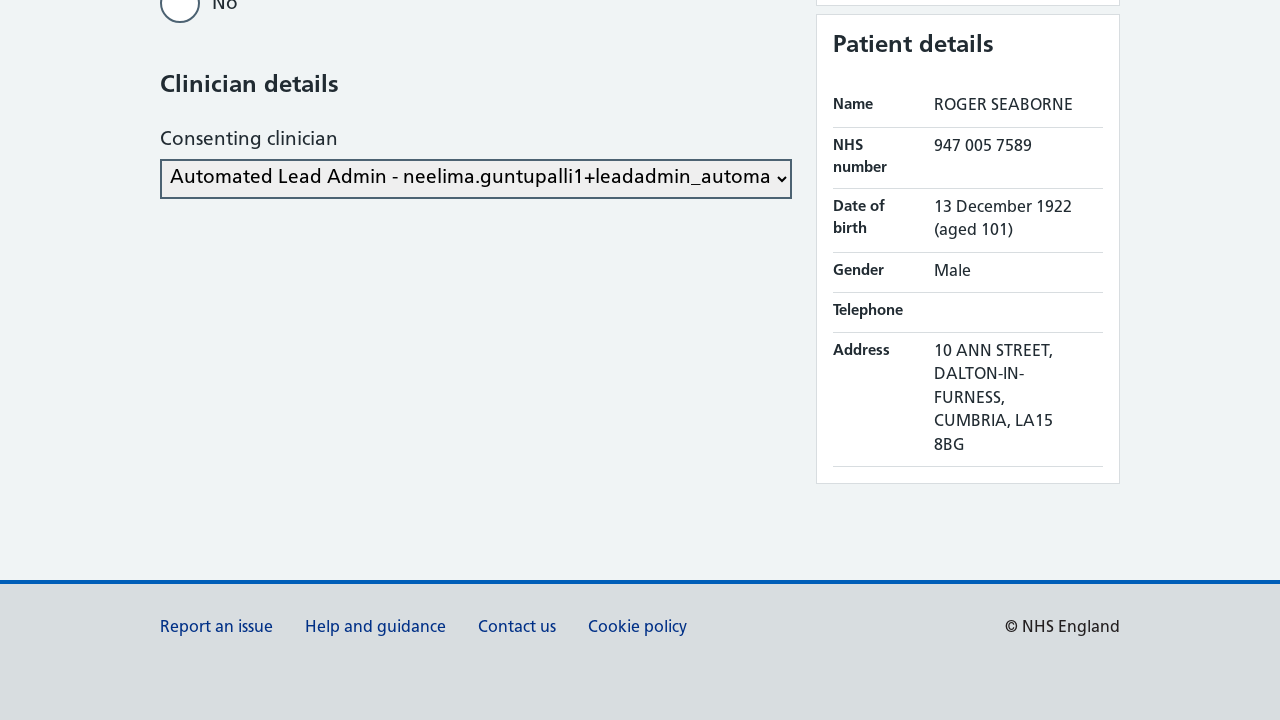 No
Clinician details
Consenting clinician
Automated Lead Admin - neelima.guntupalli1+leadadmin_automa
Patient details
Name ROGER SEABORNE
NHS number 947 005 7589
Date of birth 13 December 1922
(aged 101)
Gender Male
Telephone
Address 10 ANN STREET,
DALTON-IN-
FURNESS,
CUMBRIA, LA15
8BG
Report an issue Help and guidance Contact us Cookie policy © NHS England